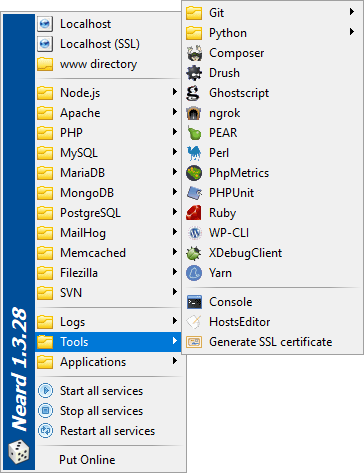 Localhost
Localhost (SSL)
www directory
Node.js
Apache
PHP
MySQL
MariaDB
MongoDB
PostgreSQL
MailHog
Memcached
Filezilla
SVN
Logs
Tools
Applications
Start all services
Stop all services
Restart all services
Put Online
Neard 1.3.28
Git
Python
Composer
Drush
Ghostscript
ngrok
PEAR
Perl
PhpMetrics
PHPUnit
Ruby
WP-CLI
XDebugClient
Yarn
Console
HostsEditor
Generate SSL certificate